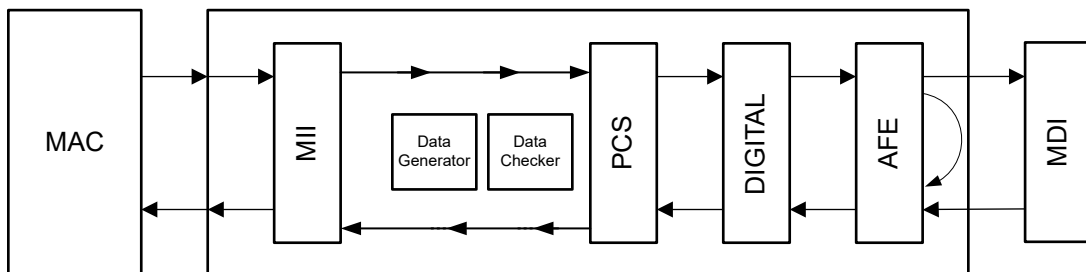 MAC
MII
Data
Generator
Data
Checker
PCS
DIGITAL
AFE
MDI